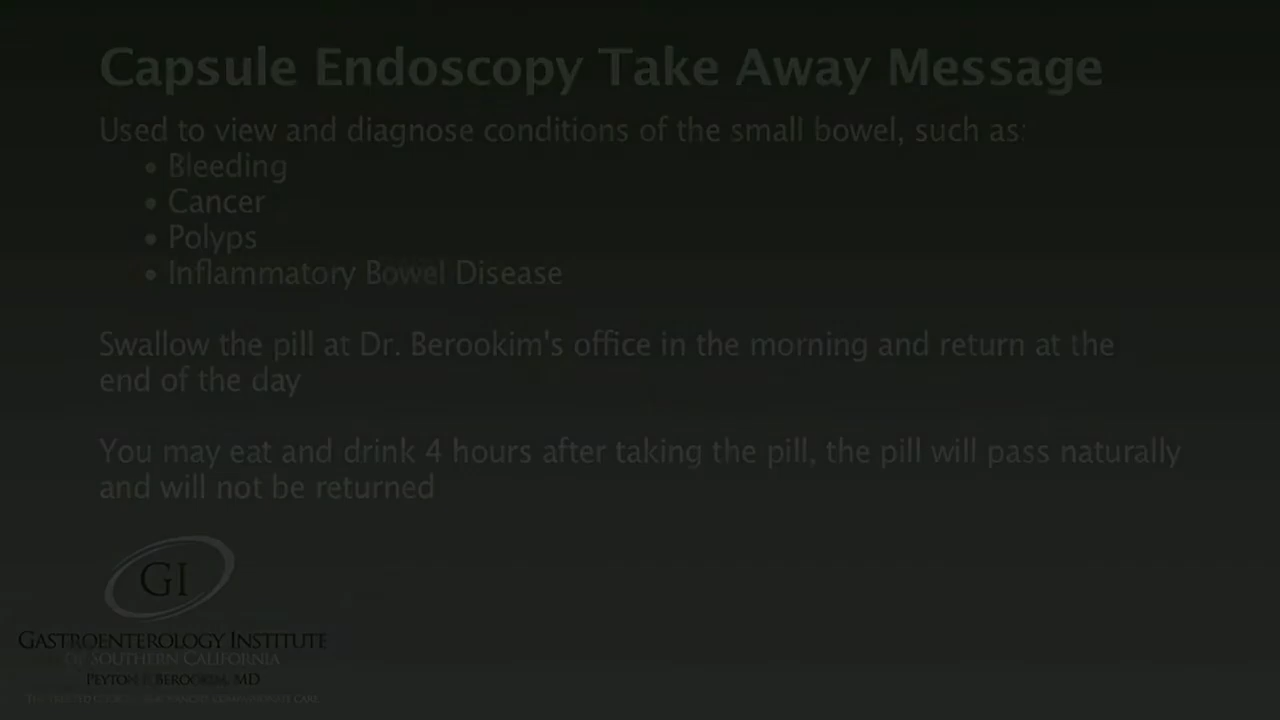 Capsule Endoscopy Take Away Message
Used to view and diagnose conditions of the small bowel, such as:
• Bleeding
• Cancer
• Polyps
• Inflammatory Bowel Disease
Swallow the pill at Dr. Berookim's office in the morning and return at the
end of the day
You may eat and drink 4 hours after taking the pill, the pill will pass naturally
and will not be returned
GI
GASTROENTEROLOGY INSTITUTE
OF SOUTHERN CALIFORNIA
PEYTON BEROOKIM, MD